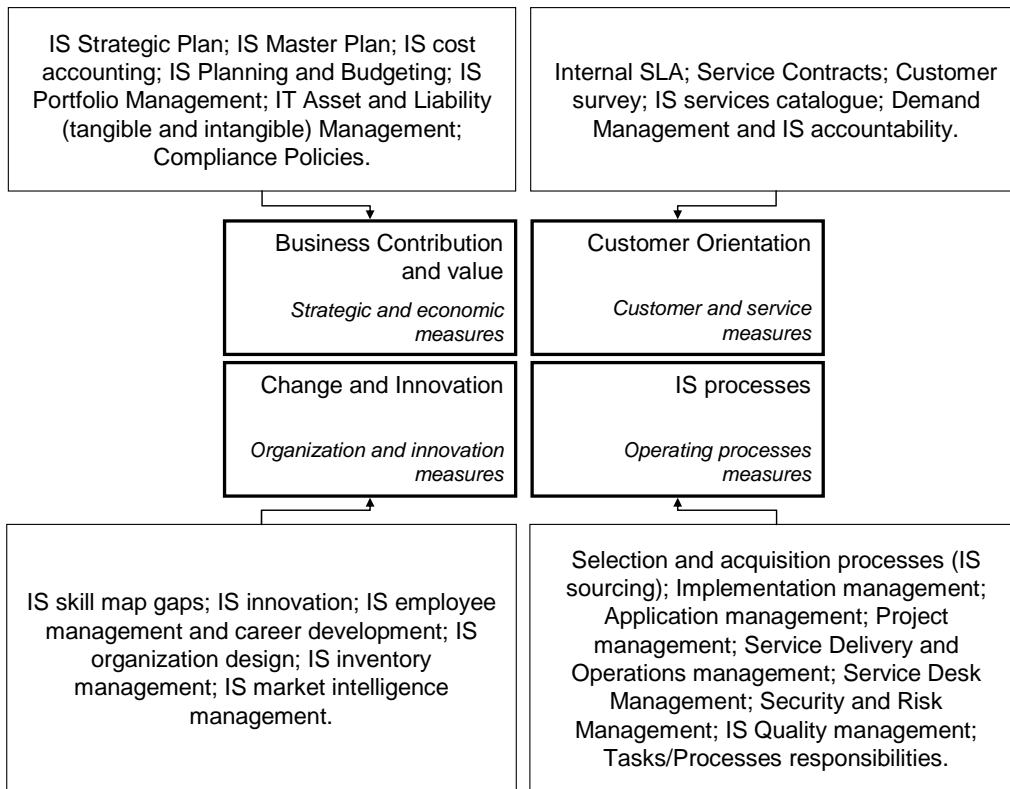 IS Strategic Plan; IS Master Plan; IS cost
accounting; IS Planning and Budgeting; IS
Portfolio Management; IT Asset and Liability
(tangible and intangible) Management;
Compliance Policies.
Internal SLA; Service Contracts; Customer
survey; IS services catalogue; Demand
Management and IS accountability.
Business Contribution
and value
Strategic and economic
measures
Customer Orientation
Customer and service
measures
Change and Innovation
Organization and innovation
measures
IS processes
Operating processes
measures
IS skill map gaps; IS innovation; IS employee
management and career development; IS
organization design; IS inventory
management; IS market intelligence
management.
Selection and acquisition processes (IS
sourcing); Implementation management;
Application management; Project
management; Service Delivery and
Operations management; Service Desk
Management; Security and Risk
Management; IS Quality management;
Tasks/Processes responsibilities.